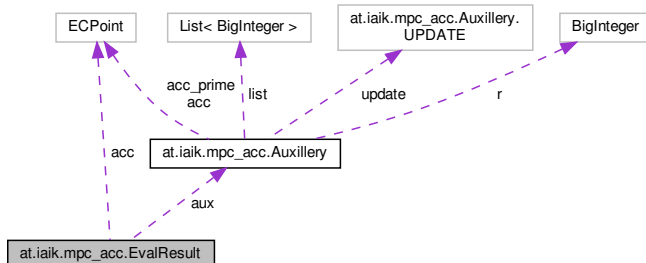 ECPoint
List< BigInteger >
at.iaik.mpc_acc.Auxillery.
UPDATE
BigInteger
acc_prime
acc
list
update
r
acc
at.iaik.mpc_acc.Auxillery
aux
at.iaik.mpc_acc.EvalResult